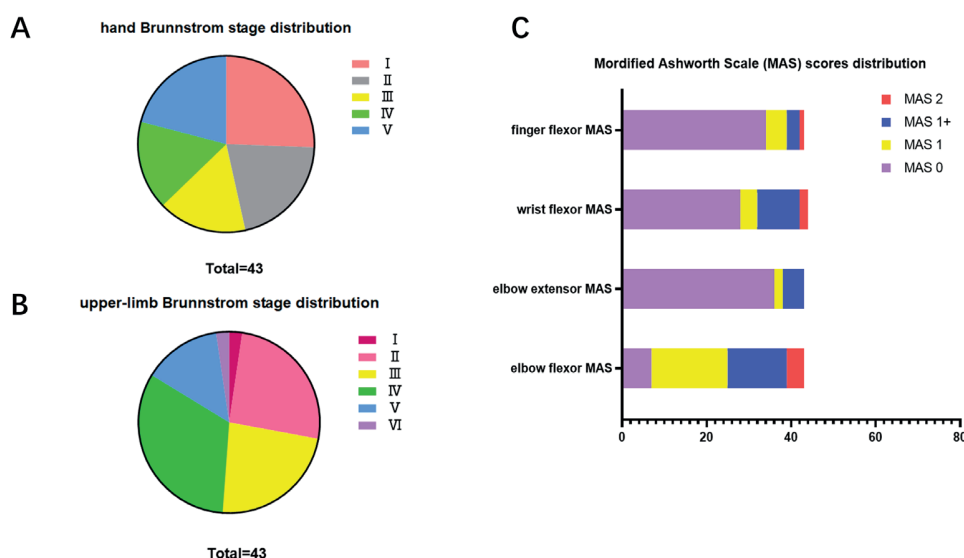 A
hand Brunnstrom stage distribution
Ⅰ
Ⅱ
Ⅲ
Ⅳ
Ⅴ
Total=43
B
upper-limb Brunnstrom stage distribution
Ⅰ
Ⅱ
Ⅲ
Ⅳ
Ⅴ
Ⅵ
Total=43
C
Mordified Ashworth Scale (MAS) scores distribution
MAS 2
MAS 1+
MAS 1
MAS 0
finger flexor MAS
wrist flexor MAS
elbow extensor MAS
elbow flexor MAS
0 20 40 60 80